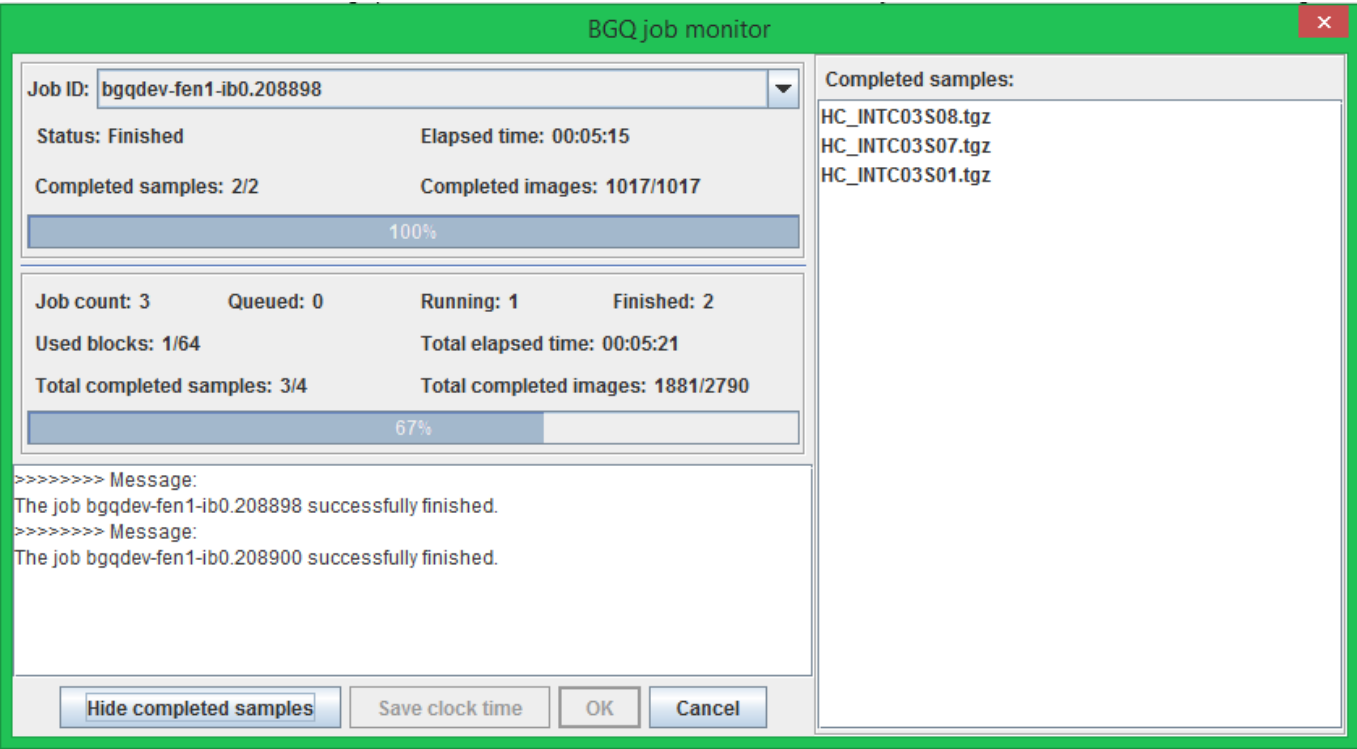 BGQ job monitor
Job ID: bgqdev-fen1-ib0.208898
Status: Finished Elapsed time: 00:05:15
Completed samples: 2/2 Completed images: 1017/1017
100%
Job count: 3 Queued: 0 Running: 1 Finished: 2
Used blocks: 1/64 Total elapsed time: 00:05:21
Total completed samples: 3/4 Total completed images: 1881/2790
67%
>>>>>>>> Message:
The job bgqdev-fen1-ib0.208898 successfully finished.
>>>>>>>> Message:
The job bgqdev-fen1-ib0.208900 successfully finished.
Hide completed samples Save clock time OK Cancel
Completed samples:
HC_INTC03S08.tgz
HC_INTC03S07.tgz
HC_INTC03S01.tgz